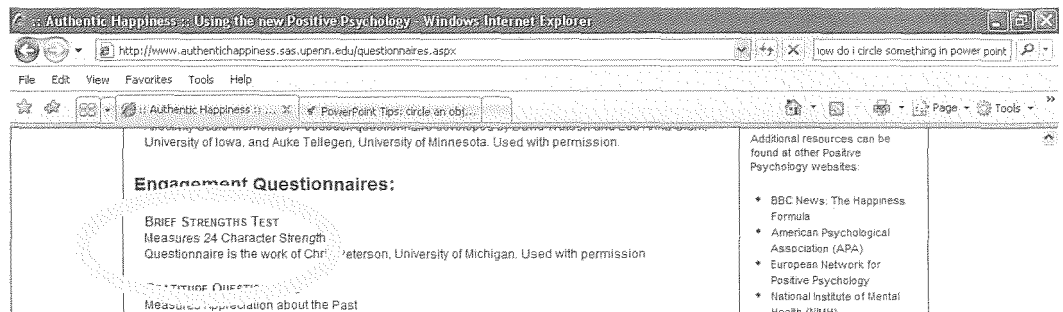 :: Authentic Happiness :: Using the new Positive Psychology - Windows Internet Explorer
http://www.authentichappiness.sas.upenn.edu/questionnaires.aspx
how do i circle something in power point
File Edit View Favorites Tools Help
:: Authentic Happiness :: ... PowerPoint Tips: circle an obj...
Page Tools
University of Iowa, and Auke Tellegen, University of Minnesota. Used with permission.
Engagement Questionnaires:
BRIEF STRENGTHS TEST
Measures 24 Character Strength
Questionnaire is the work of Chris Peterson, University of Michigan. Used with permission
GRATITUDE
Measures Appreciation about the Past
Additional resources can be
found at other Positive
Psychology websites:
BBC News: The Happiness
Formula
American Psychological
Association (APA)
European Network for
Positive Psychology
National Institute of Mental
Health (NIMH)